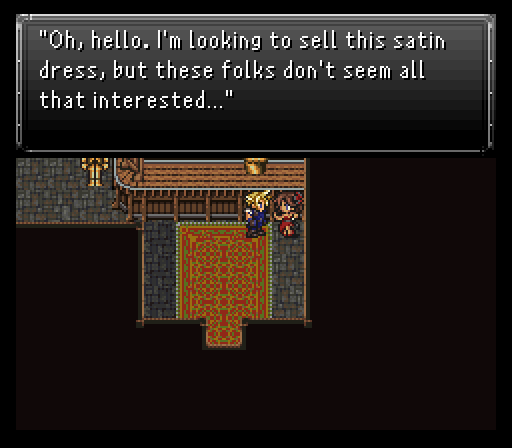 "Oh, hello. I'm looking to sell this satin
dress, but these folks don't seem all
that interested..."